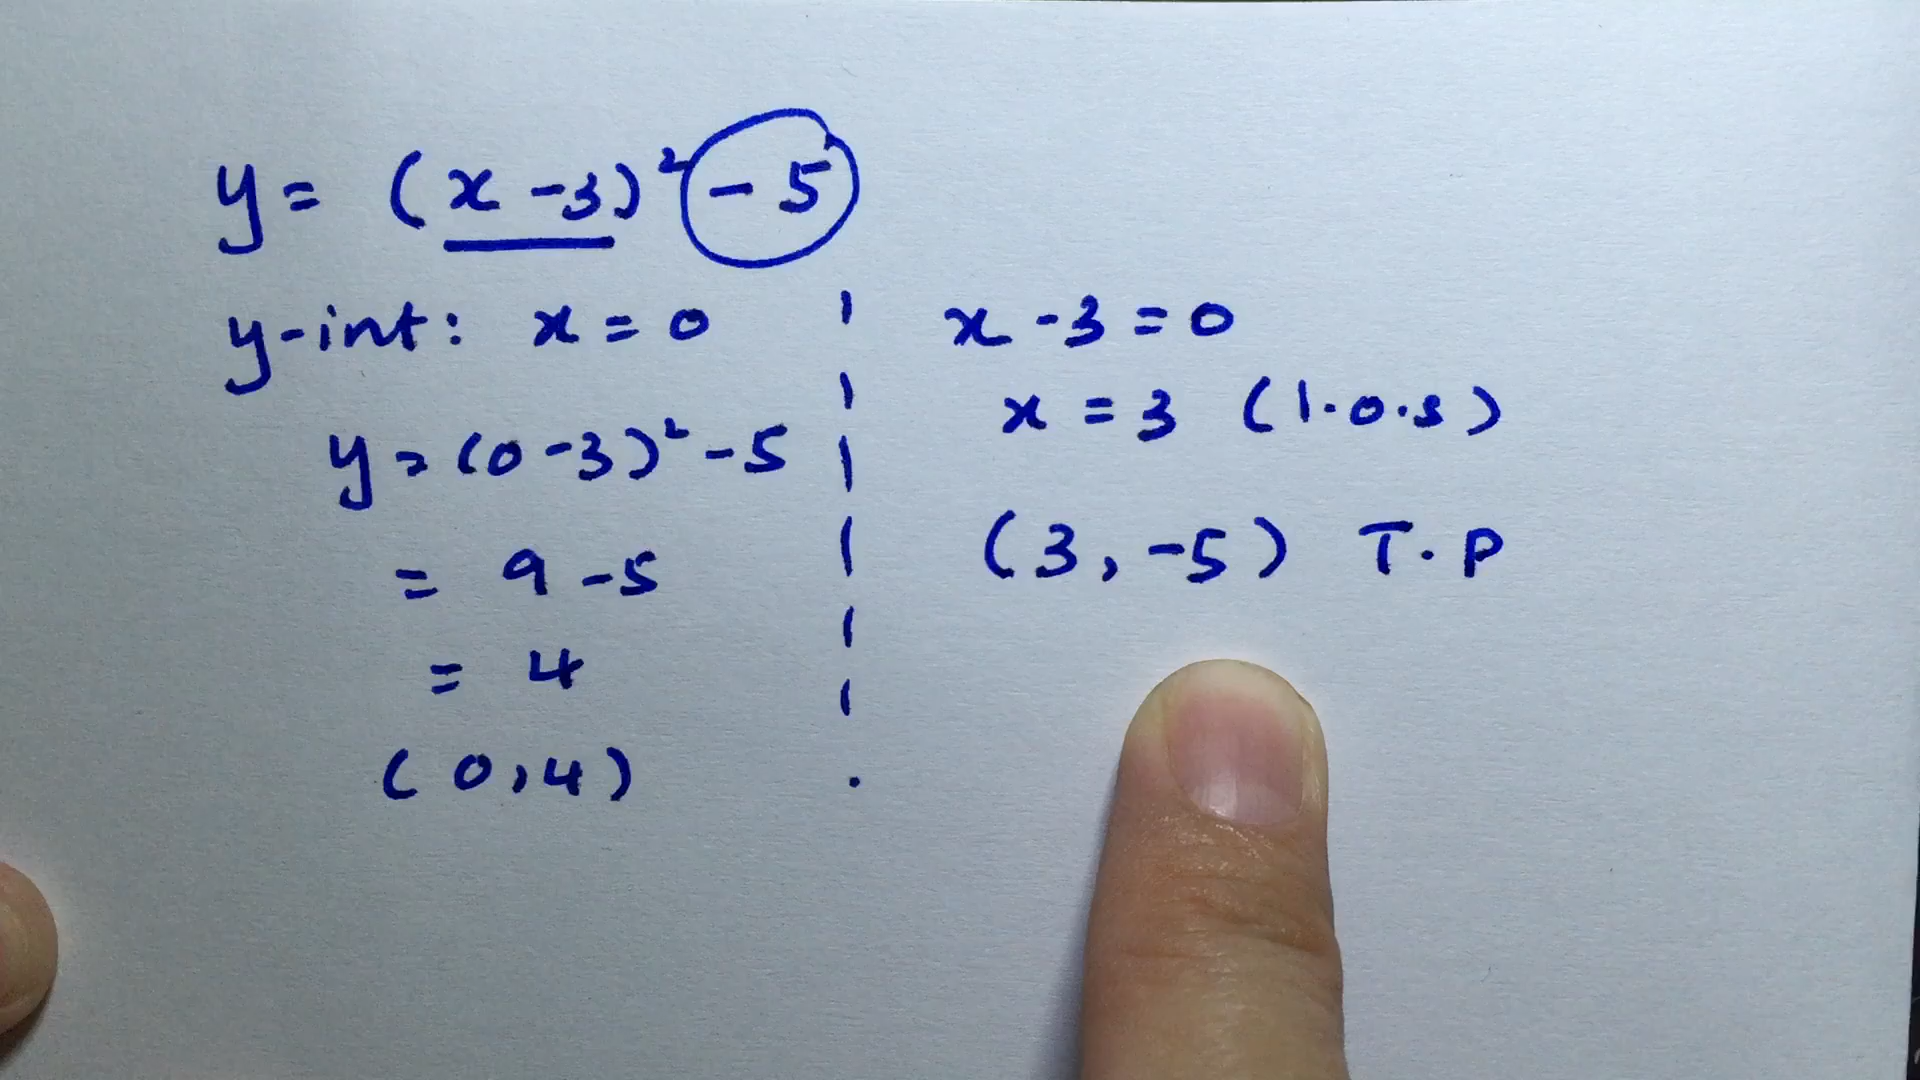 y = (x - 3)² - 5
y-int: x = 0
y = (0 - 3)² - 5
= 9 - 5
= 4
(0, 4)
x - 3 = 0
x = 3 (l.o.s)
(3, -5) T.P